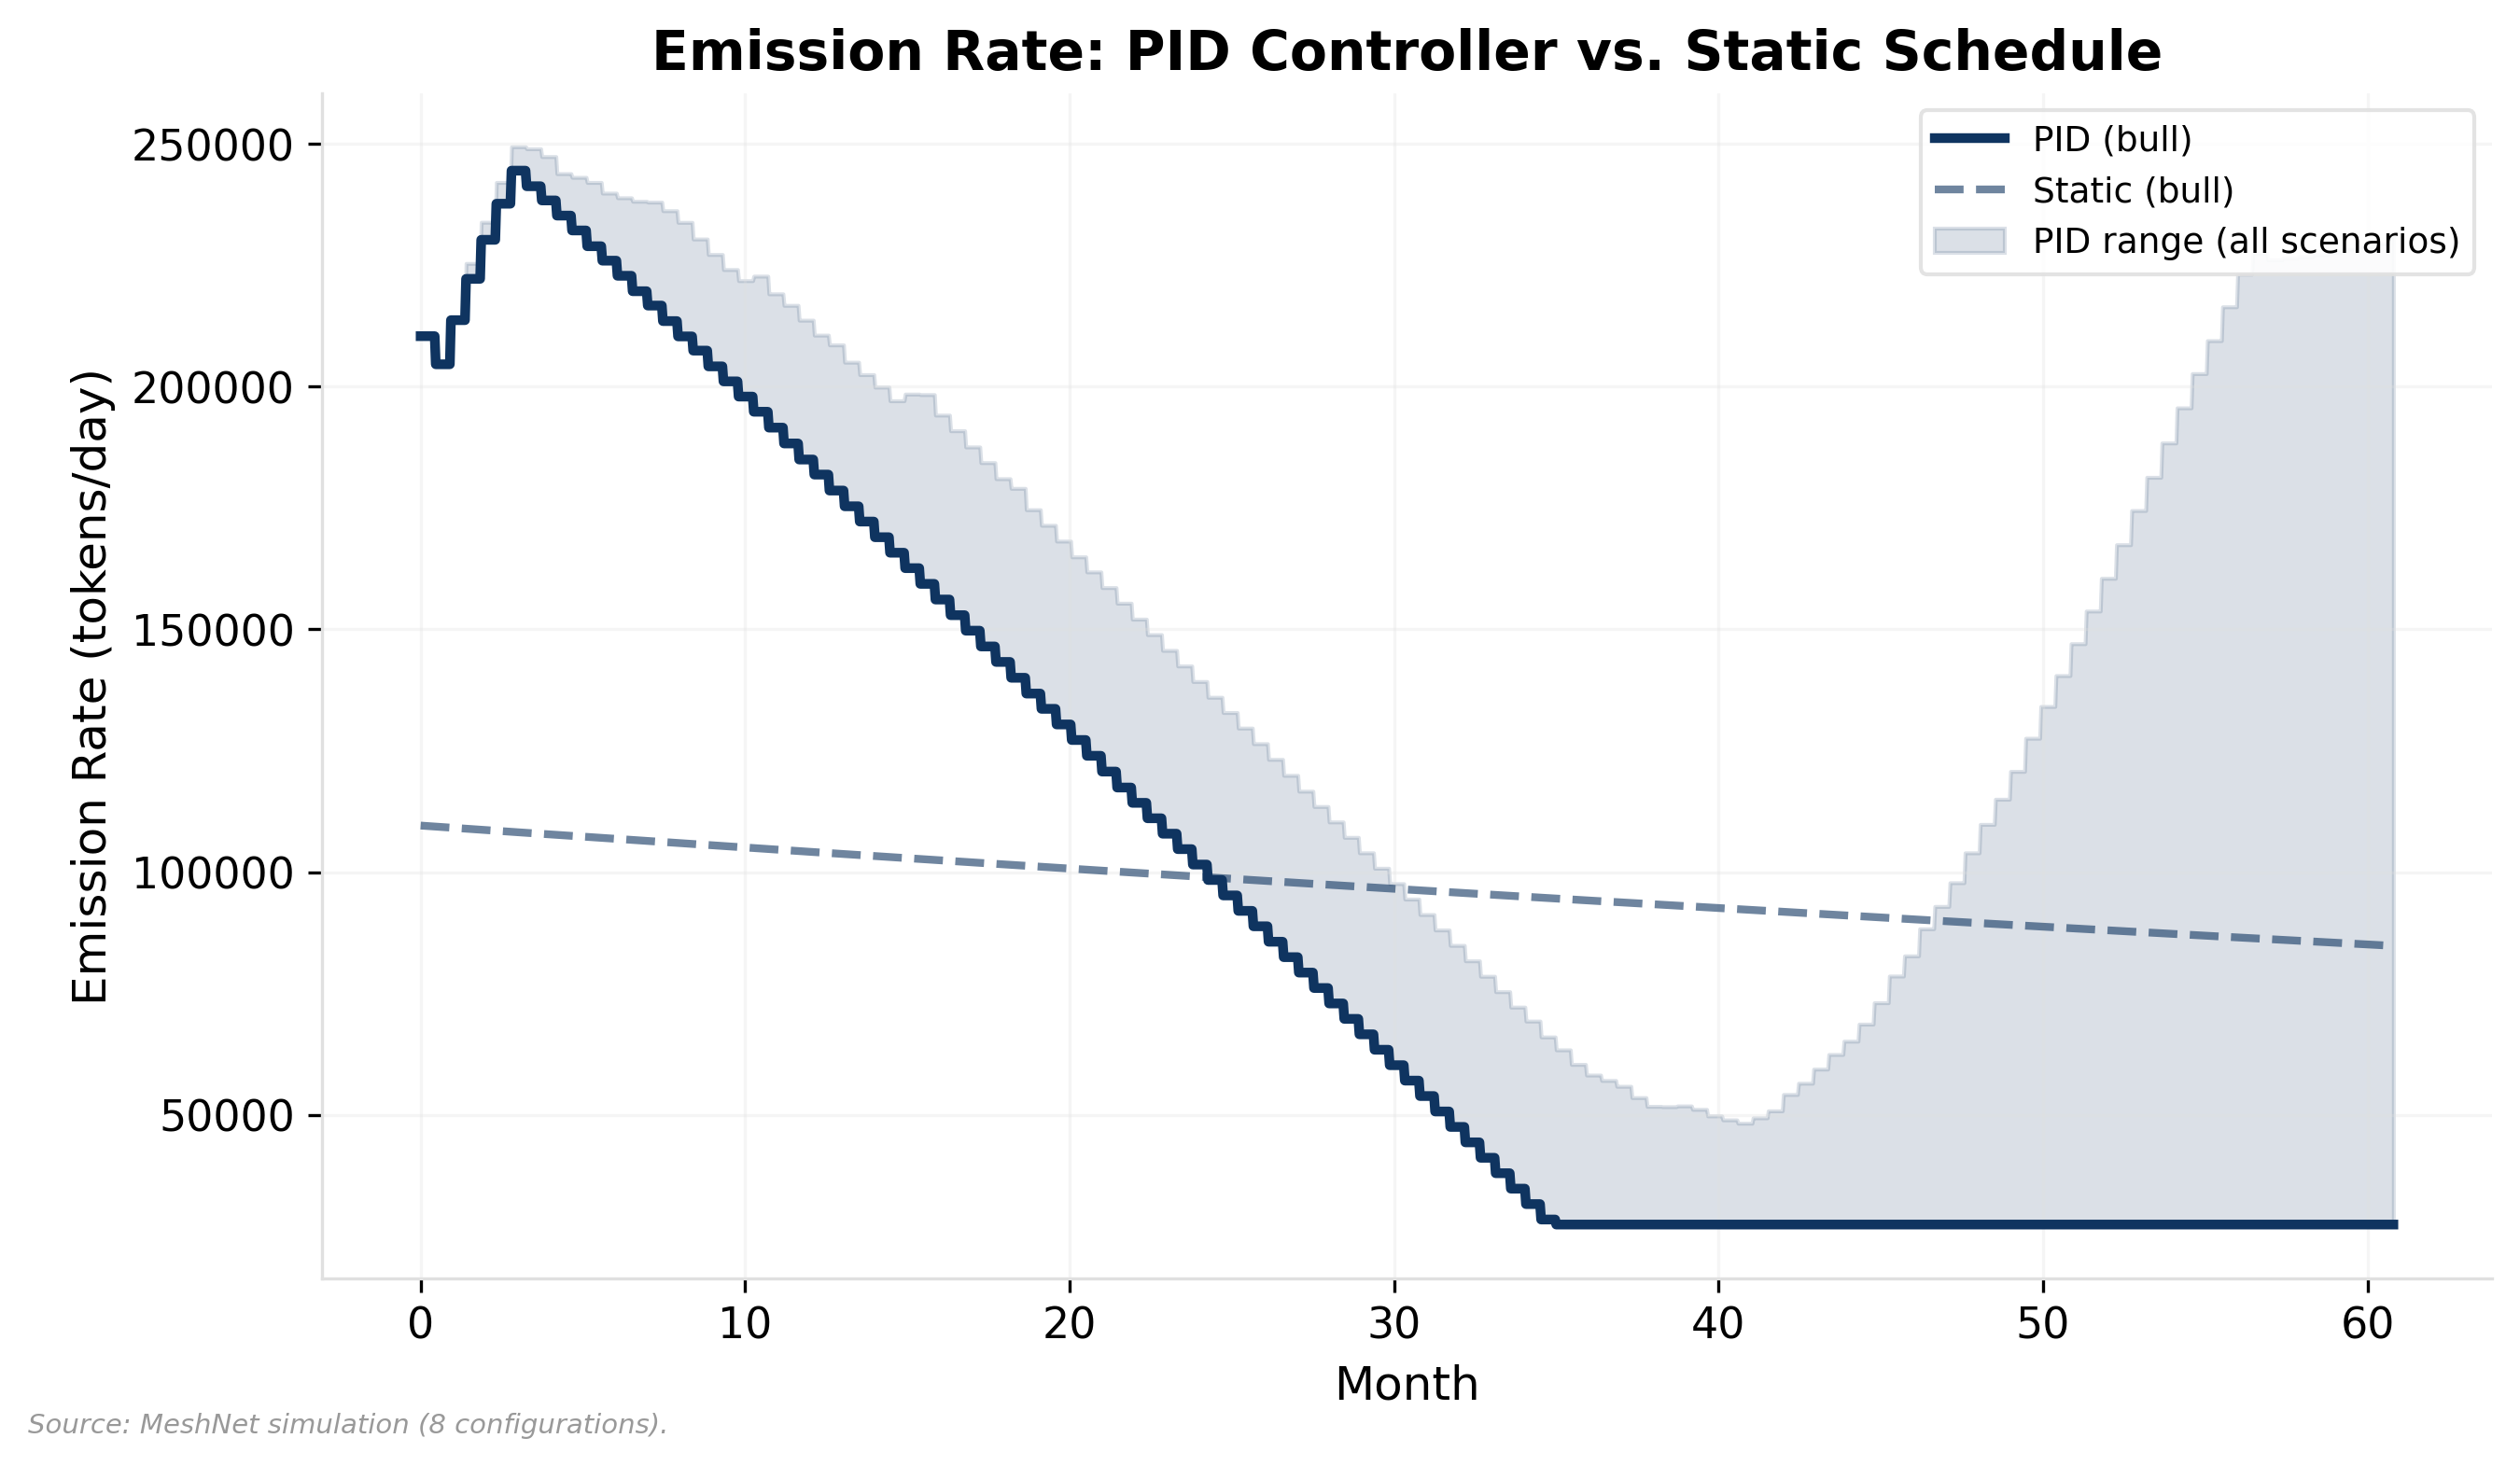 Emission Rate: PID Controller vs. Static Schedule
PID (bull)
Static (bull)
PID range (all scenarios)
Emission Rate (tokens/day)
250000
200000
150000
100000
50000
0 10 20 30 40 50 60
Month
Source: MeshNet simulation (8 configurations).